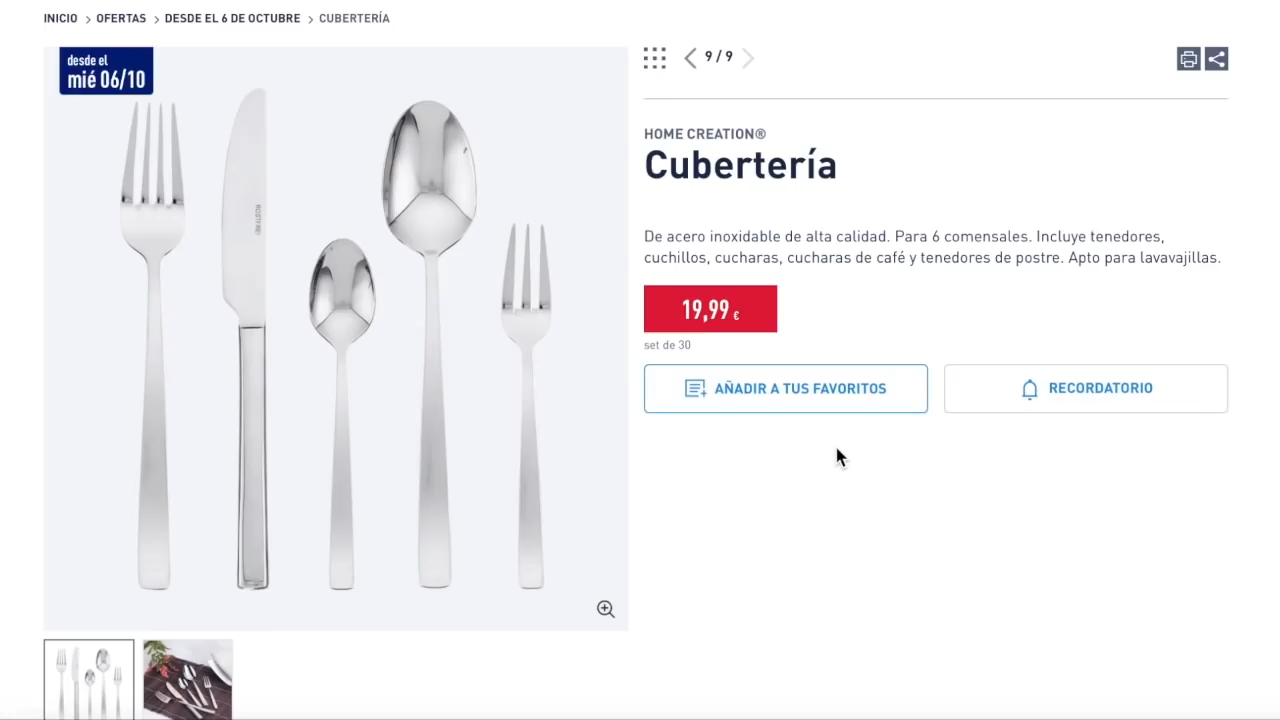 INICIO > OFERTAS > DESDE EL 6 DE OCTUBRE > CUBERTERÍA
desde el
mié 06/10
9 / 9
HOME CREATION®
Cubertería
De acero inoxidable de alta calidad. Para 6 comensales. Incluye tenedores,
cuchillos, cucharas, cucharas de café y tenedores de postre. Apto para lavavajillas.
19,99 €
set de 30
AÑADIR A TUS FAVORITOS
RECORDATORIO